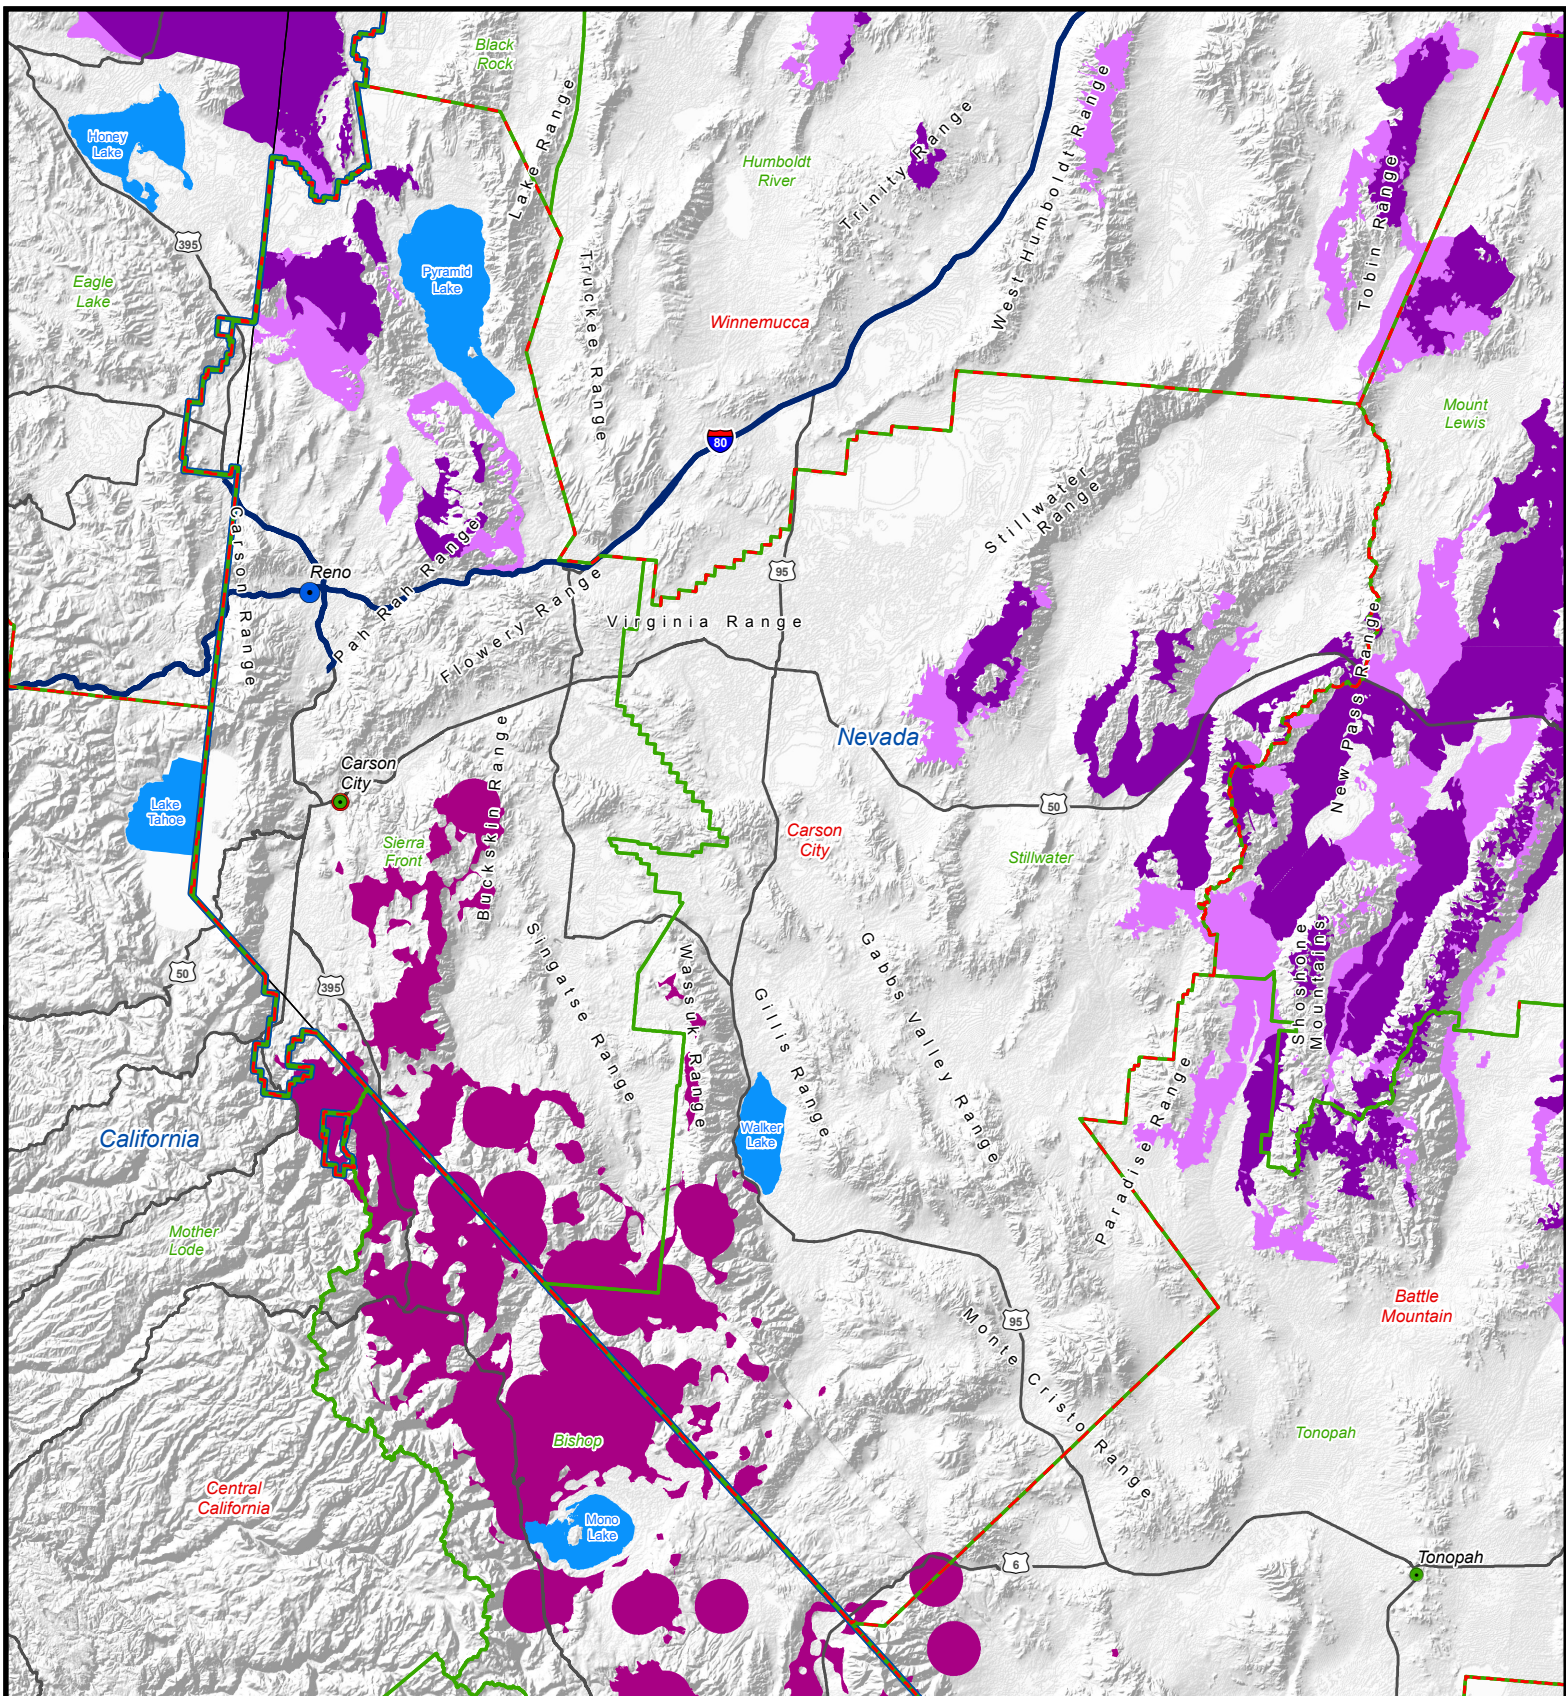 Black
Rock
Honey
Lake
Lake Range
Humboldt
River
Trinity Range
West Humboldt Range
Tobin Range
395
Eagle
Lake
Pyramid
Lake
Truckee Range
Winnemucca
Mount
Lewis
80
Stillwater
Range
Carson Range
Reno
Pah Rah Range
Flowery Range
95
Virginia Range
New Pass Range
Nevada
Buckskin Range
Carson
City
Lake
Tahoe
50
Sierra
Front
Carson
City
Stillwater
50
395
Singatse Range
Wassuk Range
Gillis Range
Gabbs Valley Range
Shoshone
Mountains
California
Walker
Lake
Paradise Range
Mother
Lode
Battle
Mountain
95
Monte Cristo Range
Bishop
Tonopah
Central
California
Mono
Lake
6
Tonopah